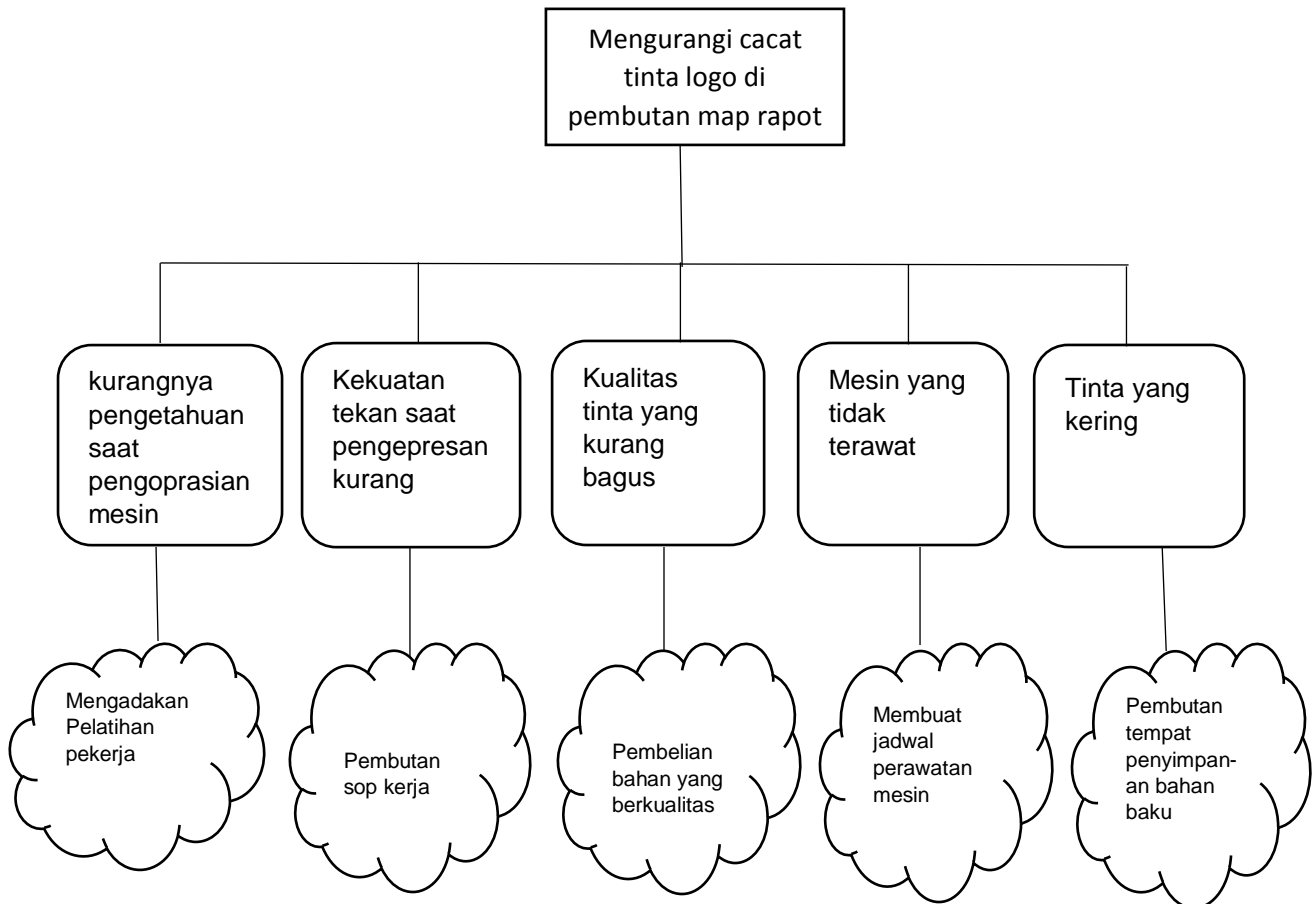 Mengurangi cacat
tinta logo di
pembutan map rapot
kurangnya
pengetahuan
saat
pengoprasian
mesin
Kekuatan
tekan saat
pengepresan
kurang
Kualitas
tinta yang
kurang
bagus
Mesin yang
tidak
terawat
Tinta yang
kering
Mengadakan
Pelatihan
pekerja
Pembutan
sop kerja
Pembelian
bahan yang
berkualitas
Membuat
jadwal
perawatan
mesin
Pembutan
tempat
penyimpan-
an bahan
baku